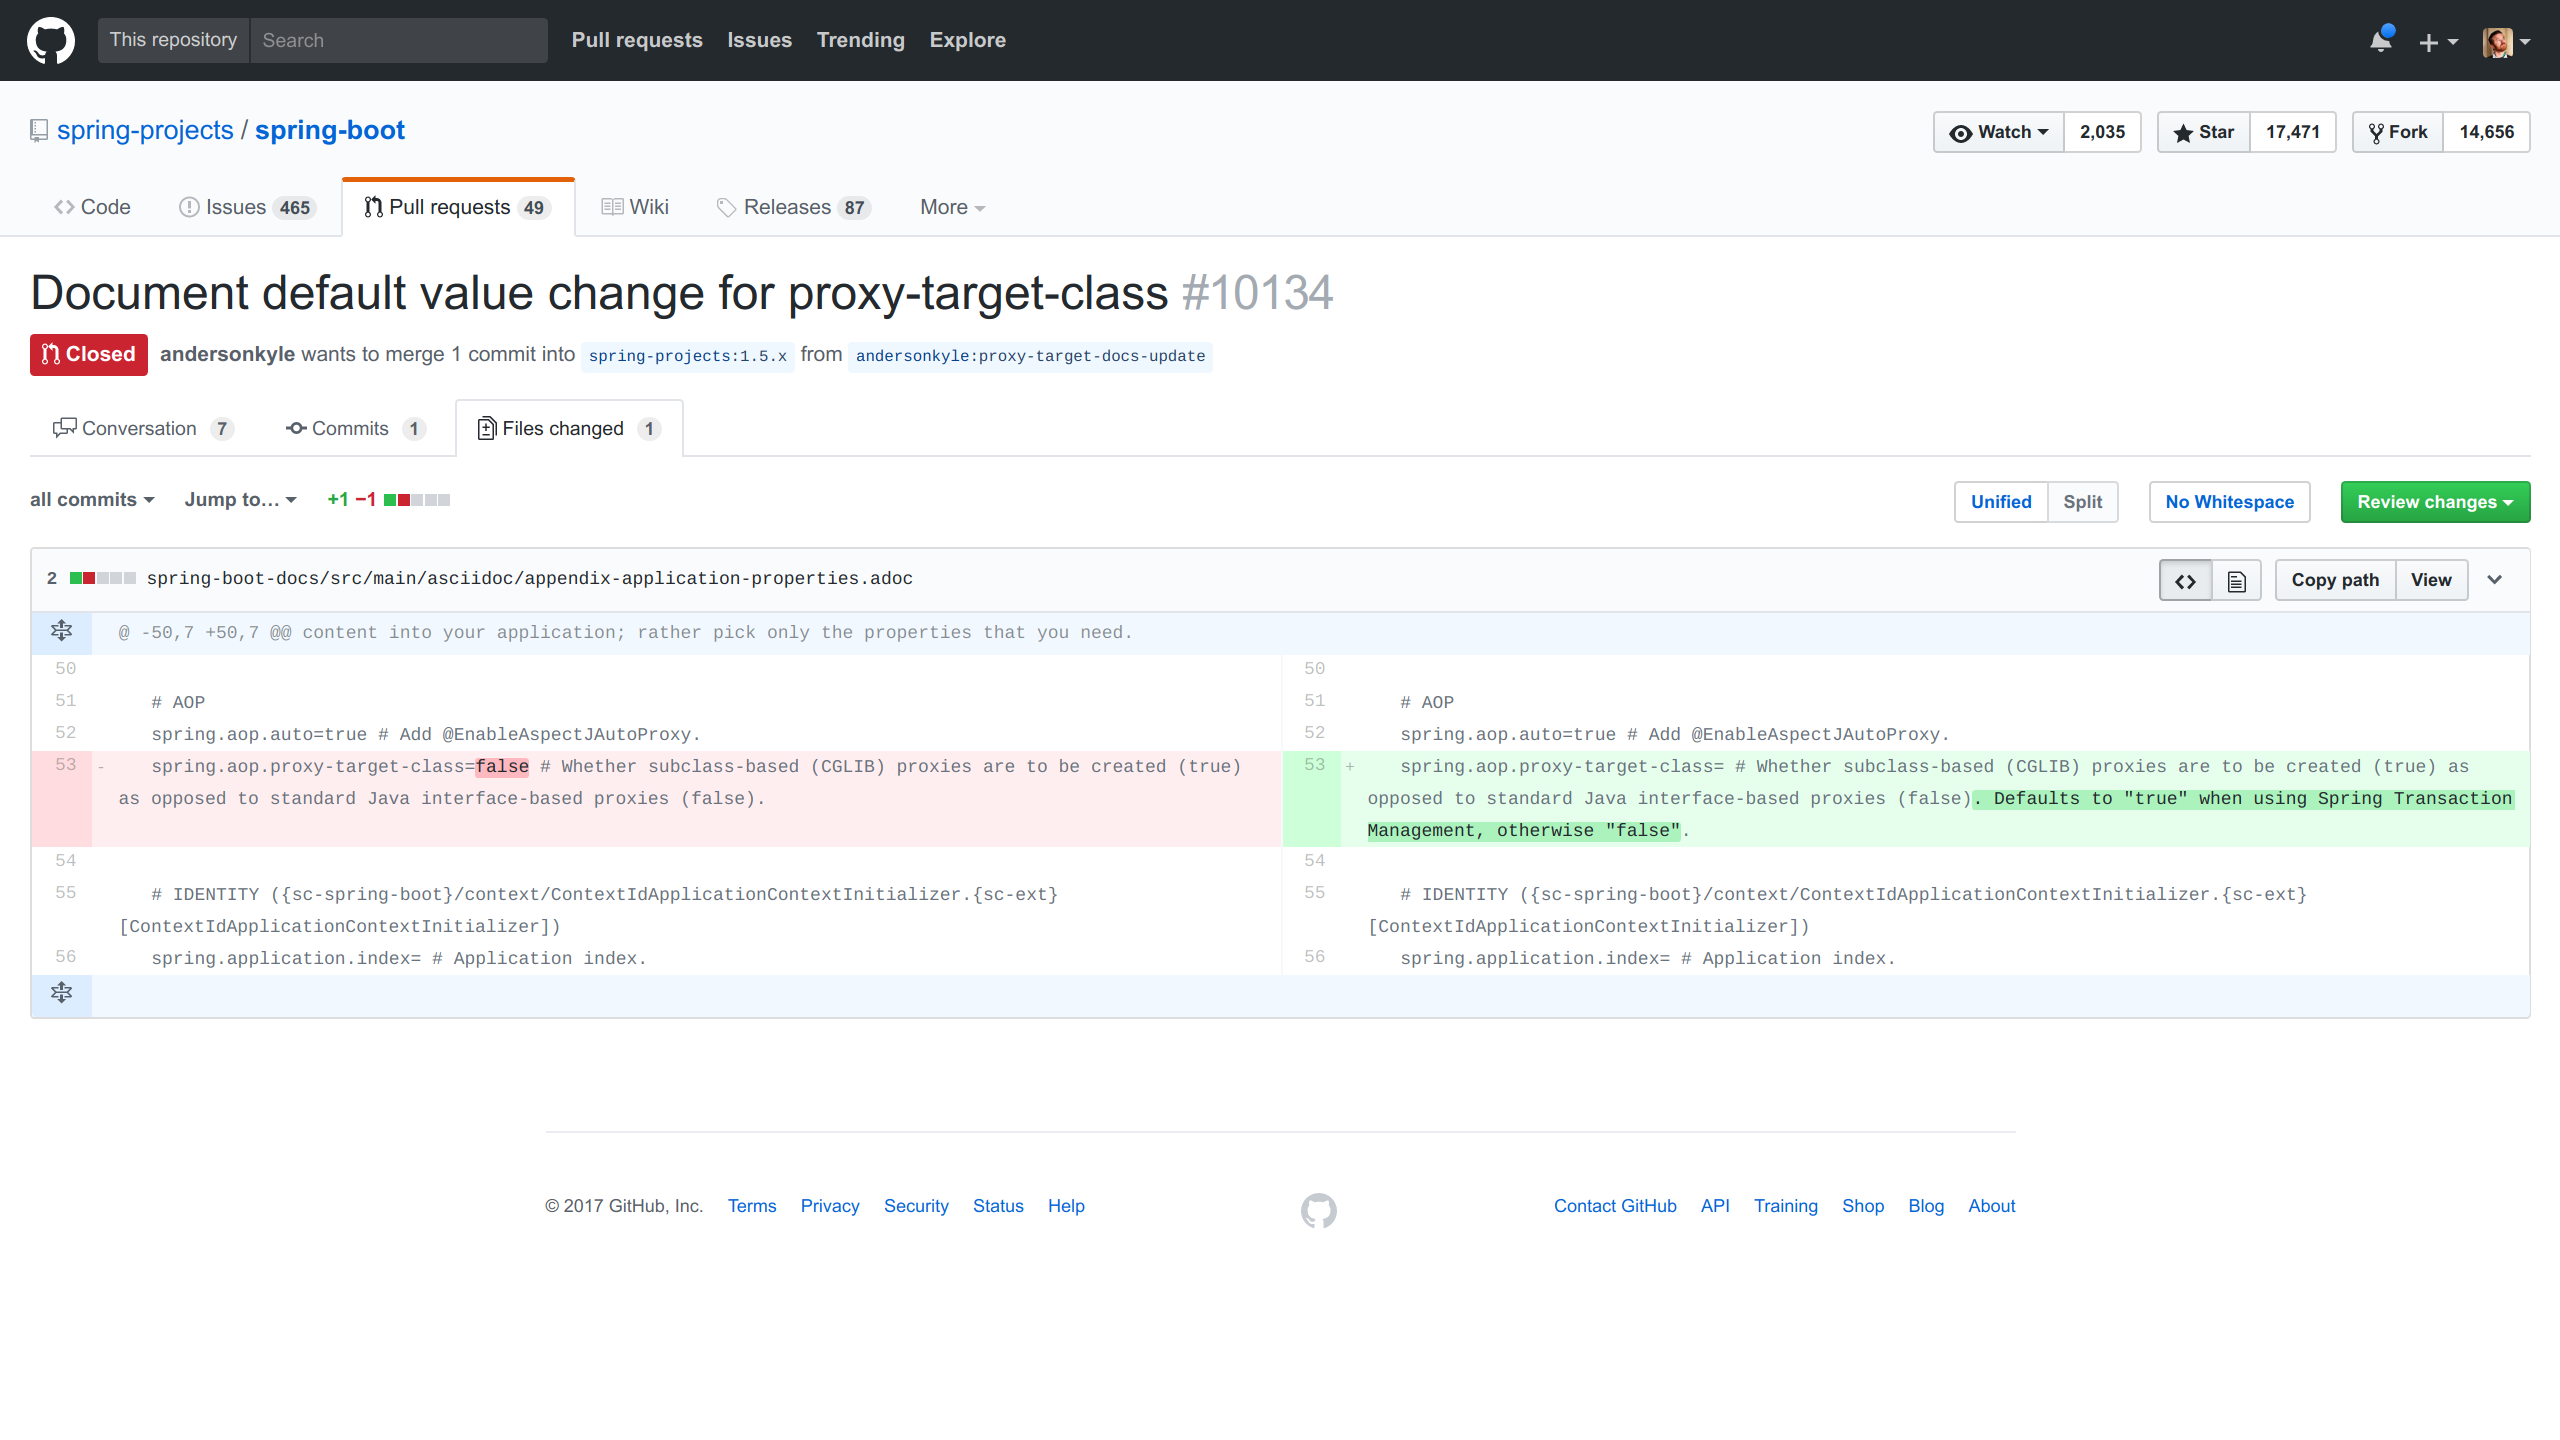 This repository Search Pull requests Issues Trending Explore
spring-projects / spring-boot Watch 2,035 Star 17,471 Fork 14,656
Code Issues 465 Pull requests 49 Wiki Releases 87 More
Document default value change for proxy-target-class #10134
Closed andersonkyle wants to merge 1 commit into spring-projects:1.5.x from andersonkyle:proxy-target-docs-update
Conversation 7 Commits 1 Files changed 1
all commits Jump to... +1 −1 Unified Split No Whitespace Review changes
2 spring-boot-docs/src/main/asciidoc/appendix-application-properties.adoc Copy path View
@ -50,7 +50,7 @@ content into your application; rather pick only the properties that you need.
50 50
51 # AOP 51 # AOP
52 spring.aop.auto=true # Add @EnableAspectJAutoProxy. 52 spring.aop.auto=true # Add @EnableAspectJAutoProxy.
53 - spring.aop.proxy-target-class=false # Whether subclass-based (CGLIB) proxies are to be created (true) 53 + spring.aop.proxy-target-class= # Whether subclass-based (CGLIB) proxies are to be created (true) as
as opposed to standard Java interface-based proxies (false). opposed to standard Java interface-based proxies (false). Defaults to "true" when using Spring Transaction
Management, otherwise "false".
54 54
55 # IDENTITY ({sc-spring-boot}/context/ContextIdApplicationContextInitializer.{sc-ext} 55 # IDENTITY ({sc-spring-boot}/context/ContextIdApplicationContextInitializer.{sc-ext}
[ContextIdApplicationContextInitializer]) [ContextIdApplicationContextInitializer])
56 spring.application.index= # Application index. 56 spring.application.index= # Application index.
© 2017 GitHub, Inc. Terms Privacy Security Status Help Contact GitHub API Training Shop Blog About